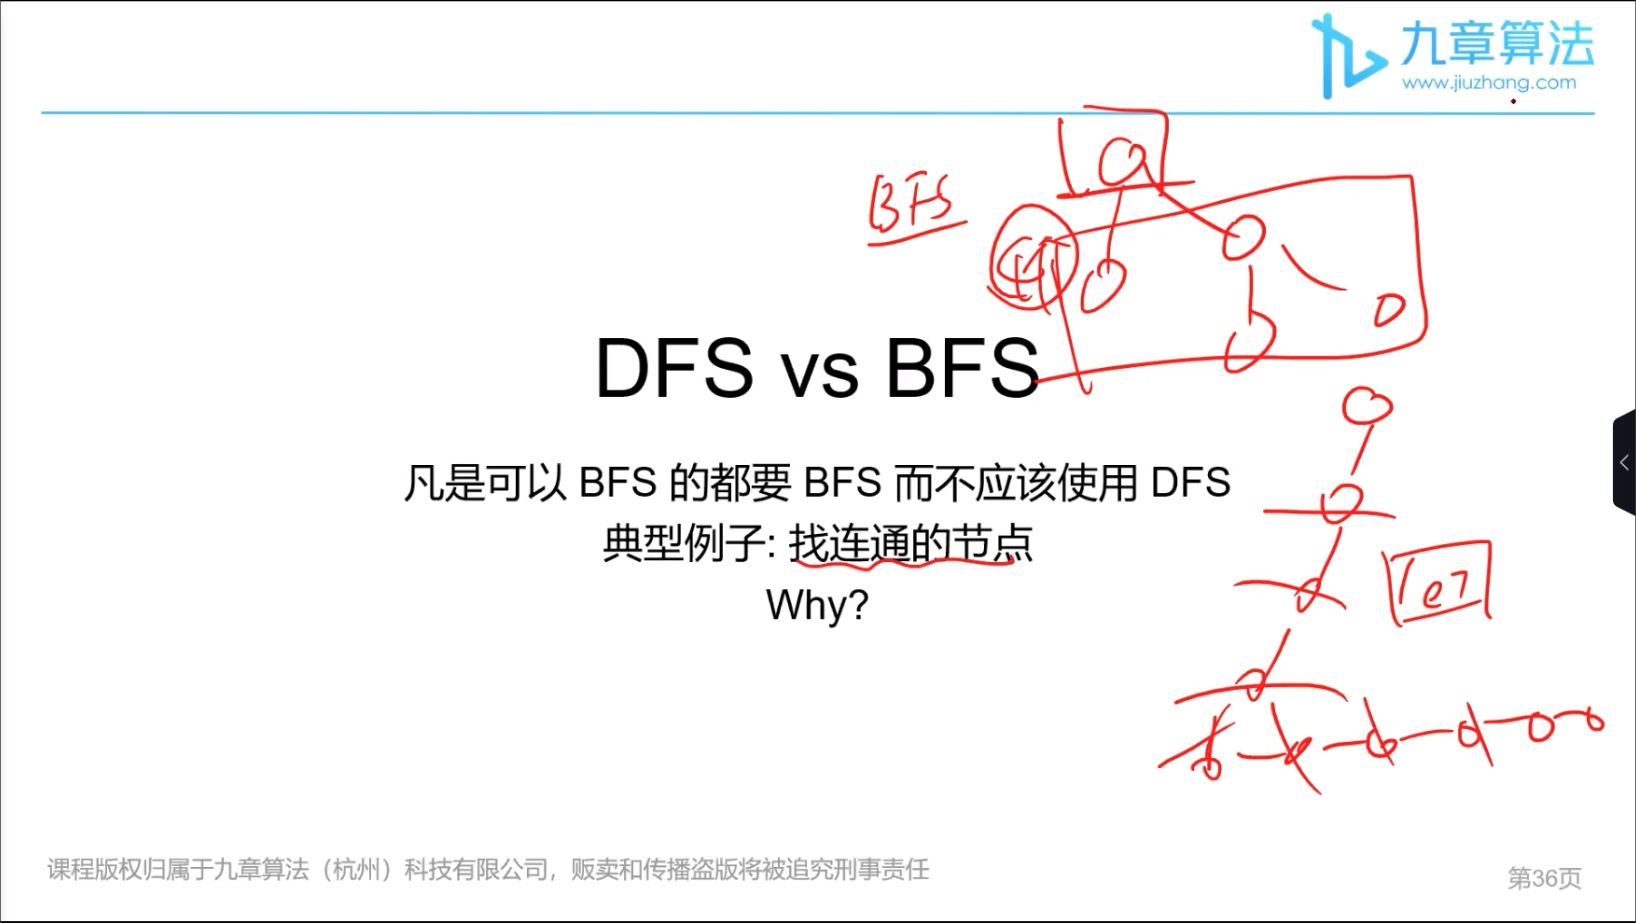 九章算法
www.jiuzhang.com
BFS
DFS vs BFS
凡是可以 BFS 的都要 BFS 而不应该使用 DFS
典型例子: 找连通的节点
Why?
1e7
课程版权归属于九章算法（杭州）科技有限公司，贩卖和传播盗版将被追究刑事责任
第36页